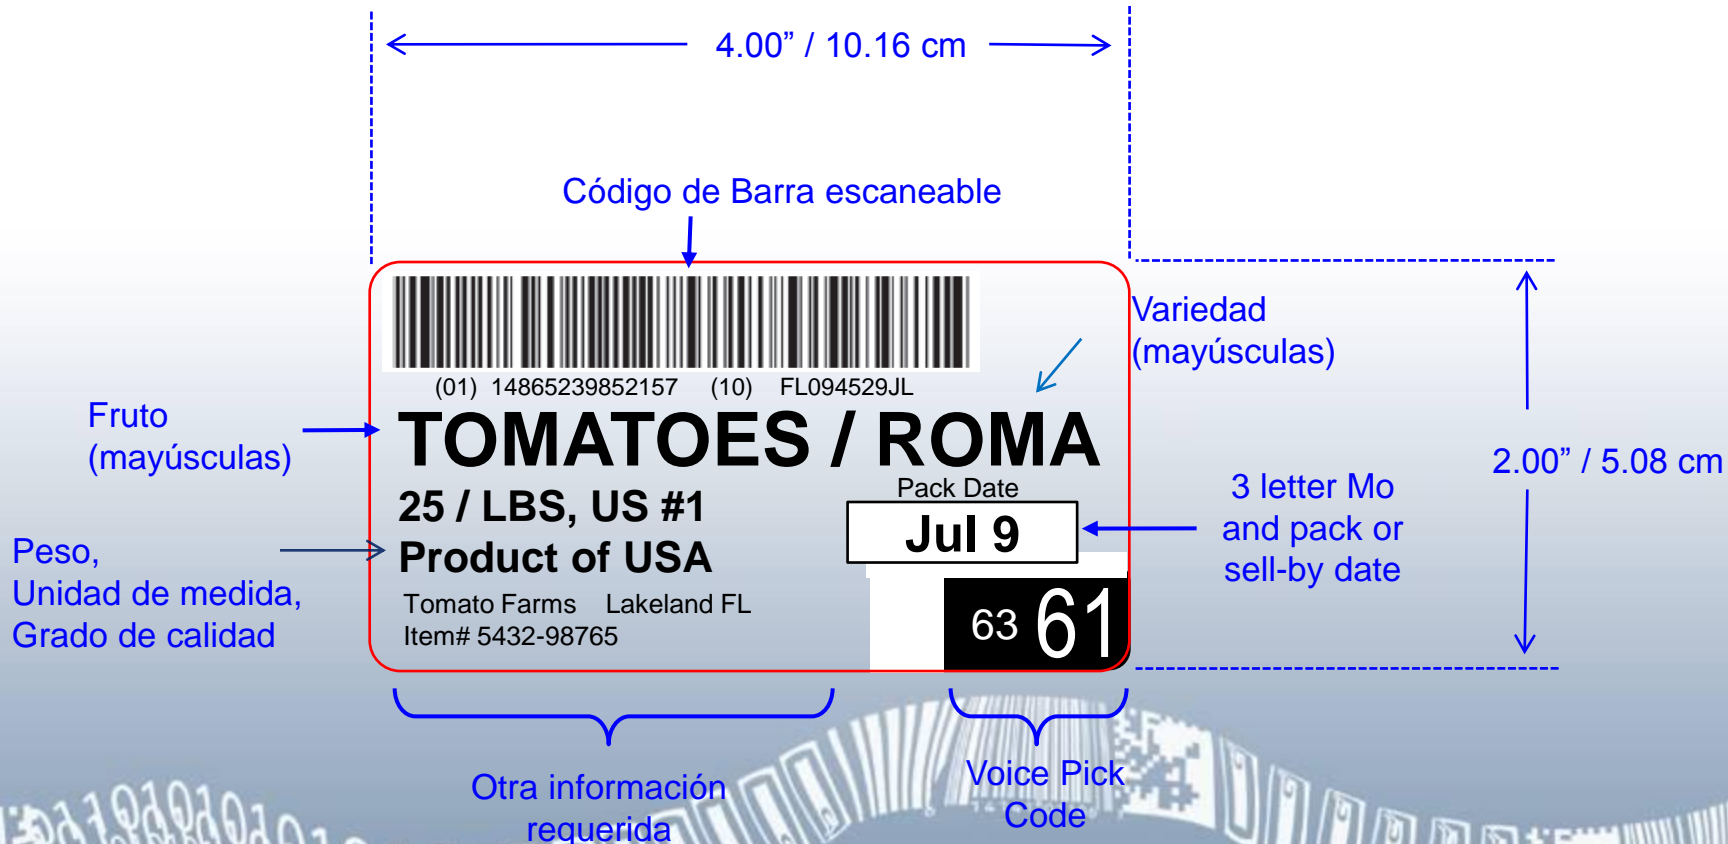 4.00” / 10.16 cm
Código de Barra escaneable
Variedad
(mayúsculas)
(01) 14865239852157 (10) FL094529JL
Fruto
(mayúsculas)
TOMATOES / ROMA
2.00” / 5.08 cm
Pack Date
25 / LBS, US #1
Jul 9
3 letter Mo
and pack or
sell-by date
Product of USA
Peso,
Unidad de medida,
Grado de calidad
Tomato Farms Lakeland FL
Item# 5432-98765
63 61
Otra información
requerida
Voice Pick
Code